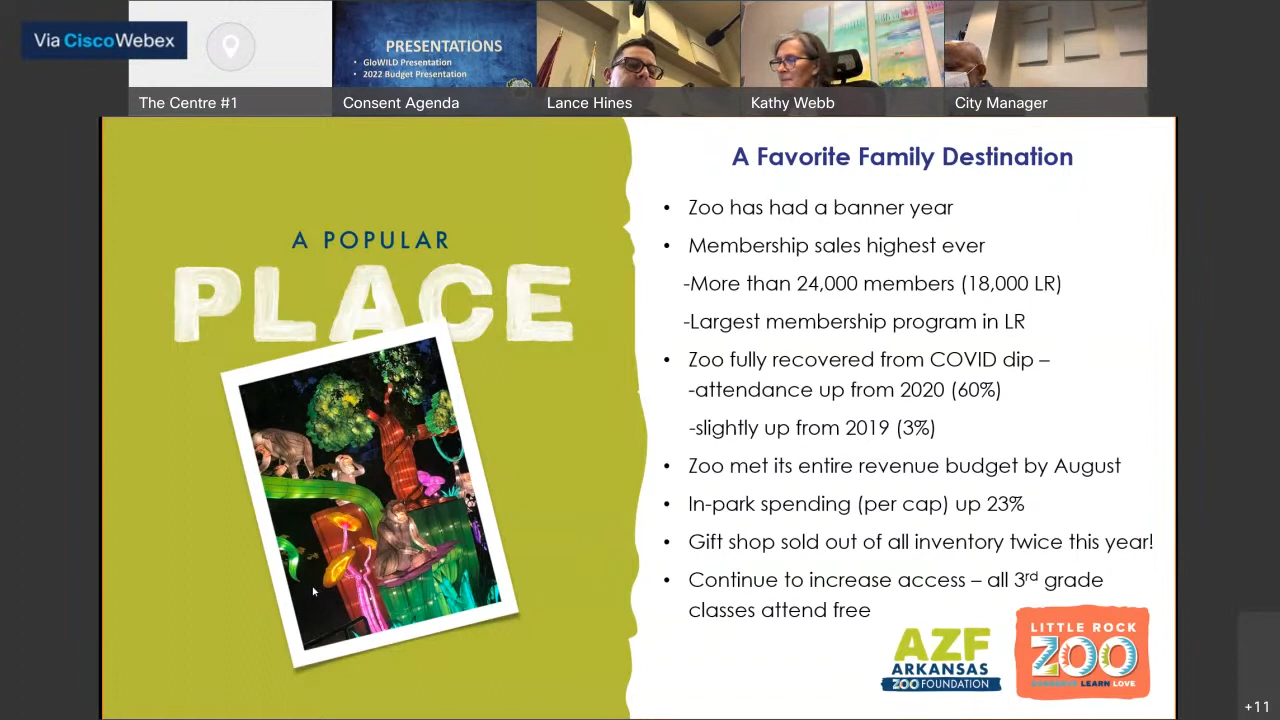 Via Cisco Webex
PRESENTATIONS
• GloWILD Presentation
• 2022 Budget Presentation
The Centre #1
Consent Agenda
Lance Hines
Kathy Webb
City Manager
A POPULAR
PLACE
A Favorite Family Destination
• Zoo has had a banner year
• Membership sales highest ever
-More than 24,000 members (18,000 LR)
-Largest membership program in LR
• Zoo fully recovered from COVID dip –
-attendance up from 2020 (60%)
-slightly up from 2019 (3%)
• Zoo met its entire revenue budget by August
• In-park spending (per cap) up 23%
• Gift shop sold out of all inventory twice this year!
• Continue to increase access – all 3rd grade
classes attend free
AZF
ARKANSAS
ZOO FOUNDATION
LITTLE ROCK
ZOO
LEARN LOVE
+11